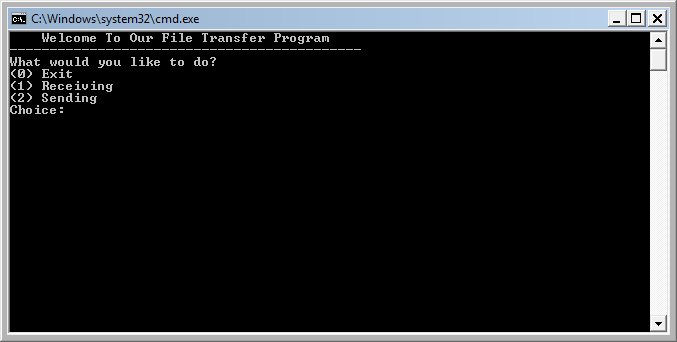 C:\Windows\system32\cmd.exe
Welcome To Our File Transfer Program
--------------------------------------------
What would you like to do?
(0) Exit
(1) Receiving
(2) Sending
Choice: